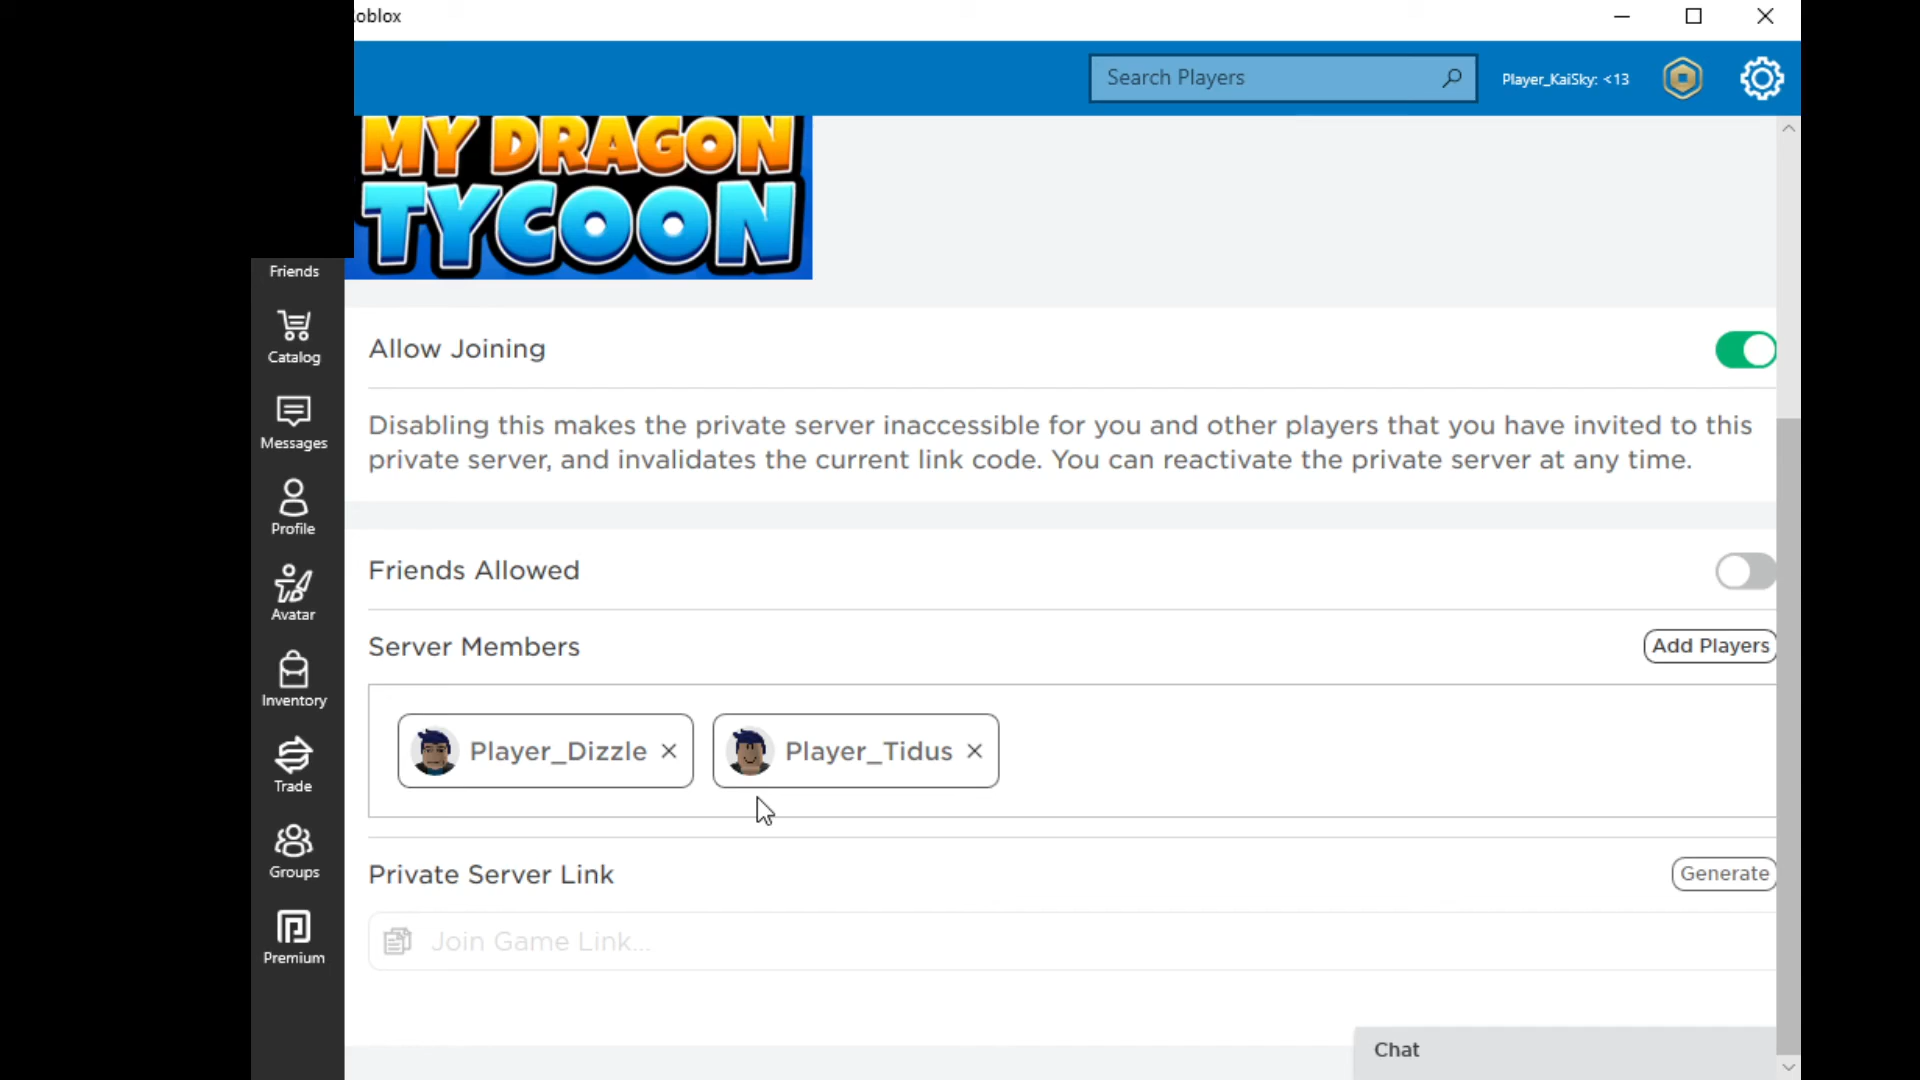 oblox
Search Players
Player_KaiSky: <13
MY DRAGON
TYCOON
Friends
Catalog
Messages
Profile
Avatar
Inventory
Trade
Groups
Premium
Allow Joining
Disabling this makes the private server inaccessible for you and other players that you have invited to this
private server, and invalidates the current link code. You can reactivate the private server at any time.
Friends Allowed
Server Members
Add Players
Player_Dizzle
Player_Tidus
Private Server Link
Generate
Join Game Link...
Chat